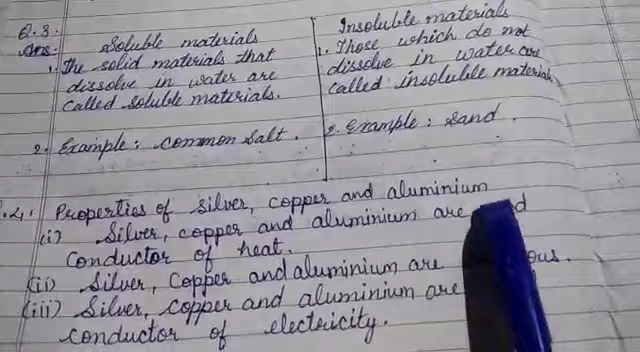 Q.3.
Ans. Soluble materials
1. The solid materials that
dissolve in water are
called soluble materials.
2. Example: common salt.
Insoluble materials
1. Those which do not
dissolve in water are
called insoluble materials
2. Example: sand.
.4. Properties of silver, copper and aluminium
(i) Silver, copper and aluminium are
conductor of heat.
(ii) Silver, Copper and aluminium are
(iii) Silver, copper and aluminium are
conductor of electricity.